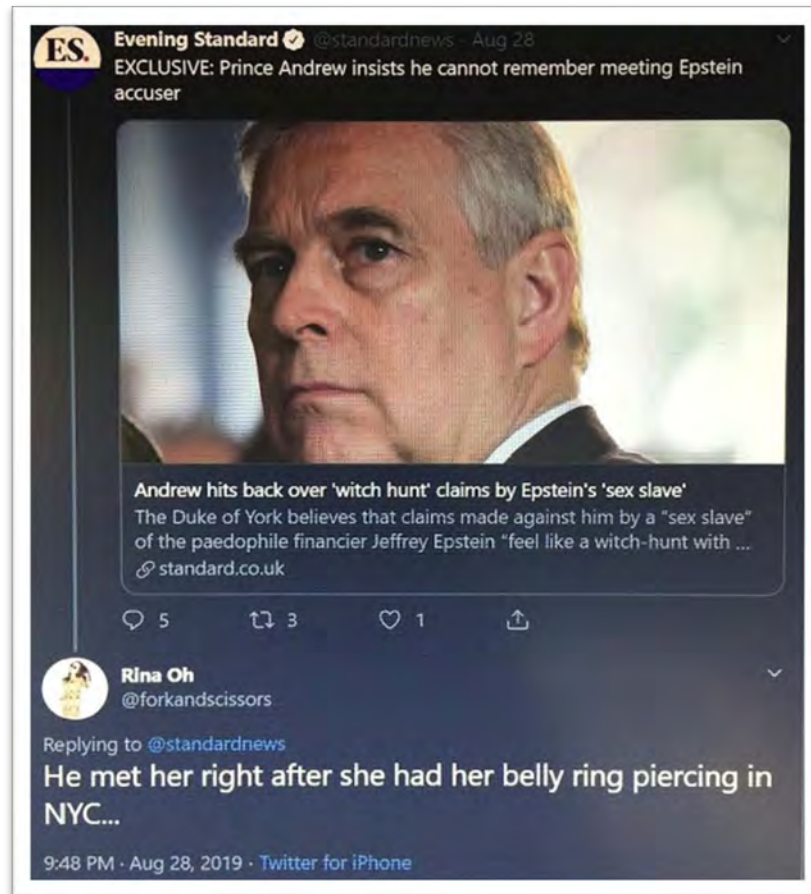 ES.
Evening Standard @standardnews - Aug 28
EXCLUSIVE: Prince Andrew insists he cannot remember meeting Epstein
accuser
Andrew hits back over 'witch hunt' claims by Epstein's 'sex slave'
The Duke of York believes that claims made against him by a "sex slave"
of the paedophile financier Jeffrey Epstein "feel like a witch-hunt with ...
standard.co.uk
5 3 1
Rina Oh
@forkandscissors
Replying to @standardnews
He met her right after she had her belly ring piercing in
NYC...
9:48 PM · Aug 28, 2019 · Twitter for iPhone